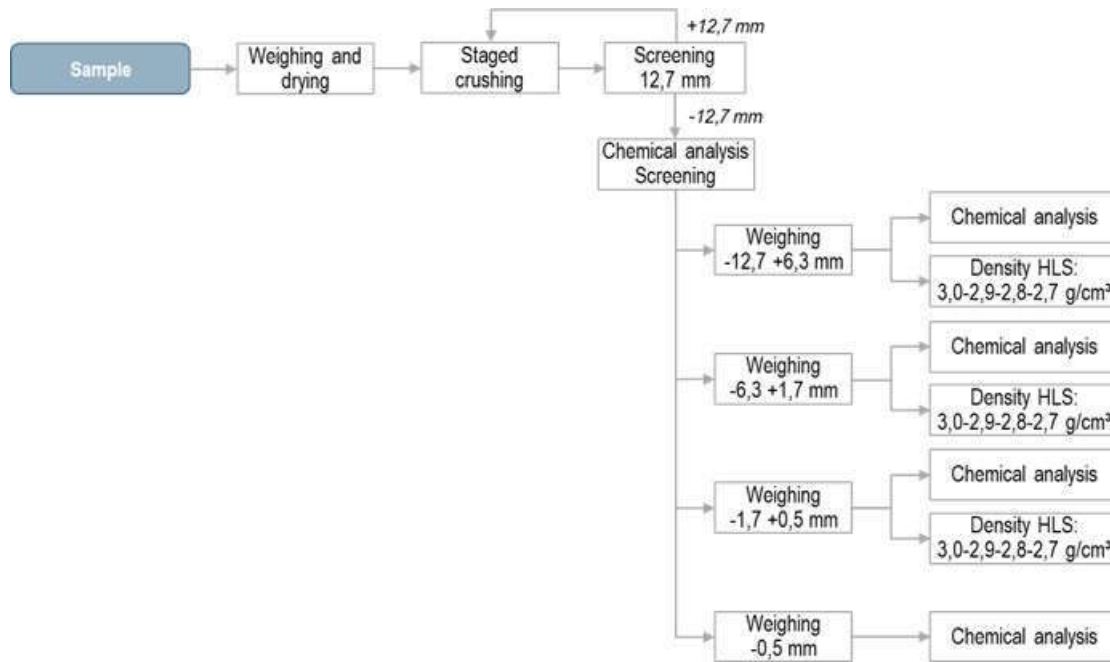 +12,7 mm
Sample
Weighing and
drying
Staged
crushing
Screening
12,7 mm
-12,7 mm
Chemical analysis
Screening
Weighing
-12,7 +6,3 mm
Chemical analysis
Density HLS:
3,0-2,9-2,8-2,7 g/cm³
Weighing
-6,3 +1,7 mm
Chemical analysis
Density HLS:
3,0-2,9-2,8-2,7 g/cm³
Weighing
-1,7 +0,5 mm
Chemical analysis
Density HLS:
3,0-2,9-2,8-2,7 g/cm³
Weighing
-0,5 mm
Chemical analysis